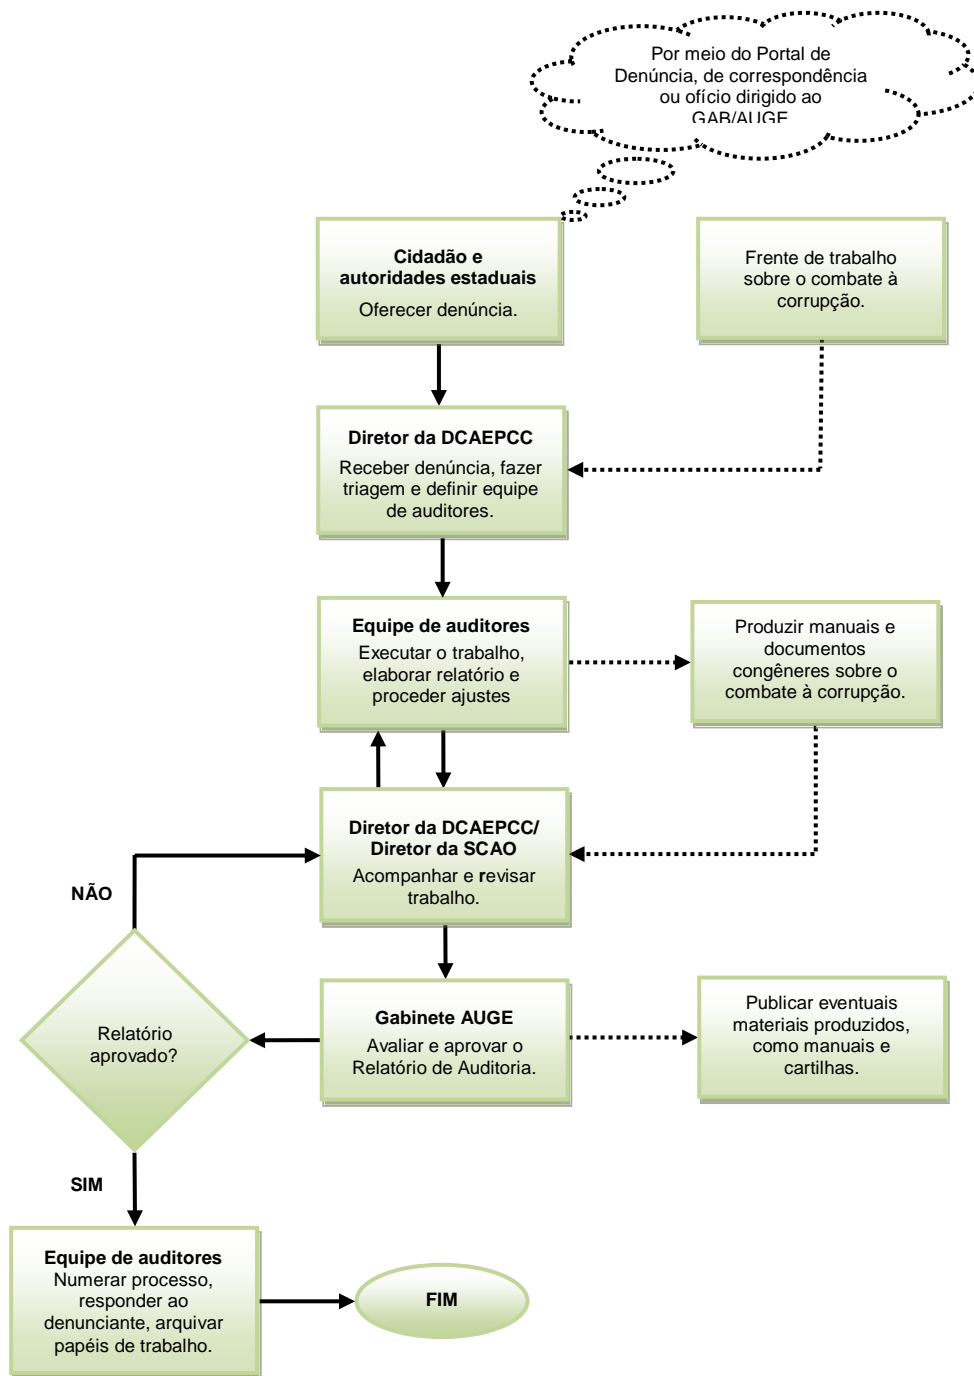 Por meio do Portal de
Denúncia, de correspondência
ou ofício dirigido ao
GAB/AUGE
Cidadão e
autoridades estaduais
Oferecer denúncia.
Frente de trabalho
sobre o combate à
corrupção.
Diretor da DCAEPCC
Receber denúncia, fazer
triagem e definir equipe
de auditores.
Equipe de auditores
Executar o trabalho,
elaborar relatório e
proceder ajustes
Produzir manuais e
documentos
congêneres sobre o
combate à corrupção.
Diretor da DCAEPCC/
Diretor da SCAO
Acompanhar e revisar
trabalho.
NÃO
Relatório
aprovado?
Gabinete AUGE
Avaliar e aprovar o
Relatório de Auditoria.
Publicar eventuais
materiais produzidos,
como manuais e
cartilhas.
SIM
Equipe de auditores
Numerar processo,
responder ao
denunciante, arquivar
papéis de trabalho.
FIM